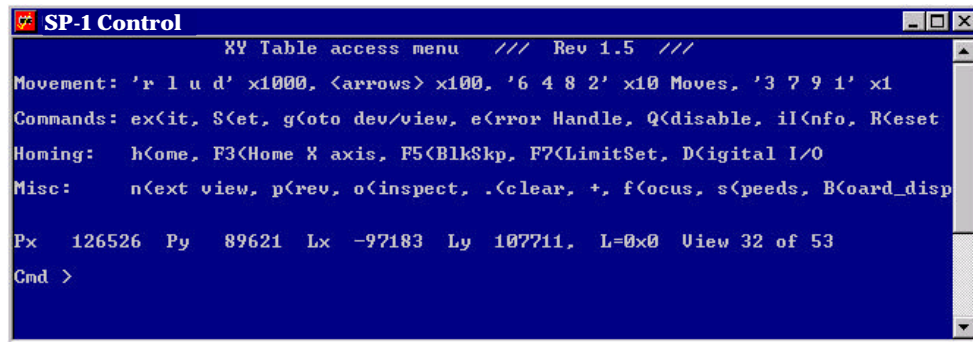 SP-1 Control
XY Table access menu /// Rev 1.5 ///
Movement: 'r l u d' x1000, <arrows> x100, '6 4 8 2' x10 Moves, '3 7 9 1' x1
Commands: ex(it, S(et, g(oto dev/view, e(rror Handle, Q(disable, iI(nfo, R(eset
Homing: h(ome, F3(Home X axis, F5(BlkSkp, F7(LimitSet, D(igital I/O
Misc: n(ext view, p(rev, o(inspect, .(clear, +, f(ocus, s(peeds, B(oard_disp
Px 126526 Py 89621 Lx -97183 Ly 107711, L=0x0 View 32 of 53
Cmd >